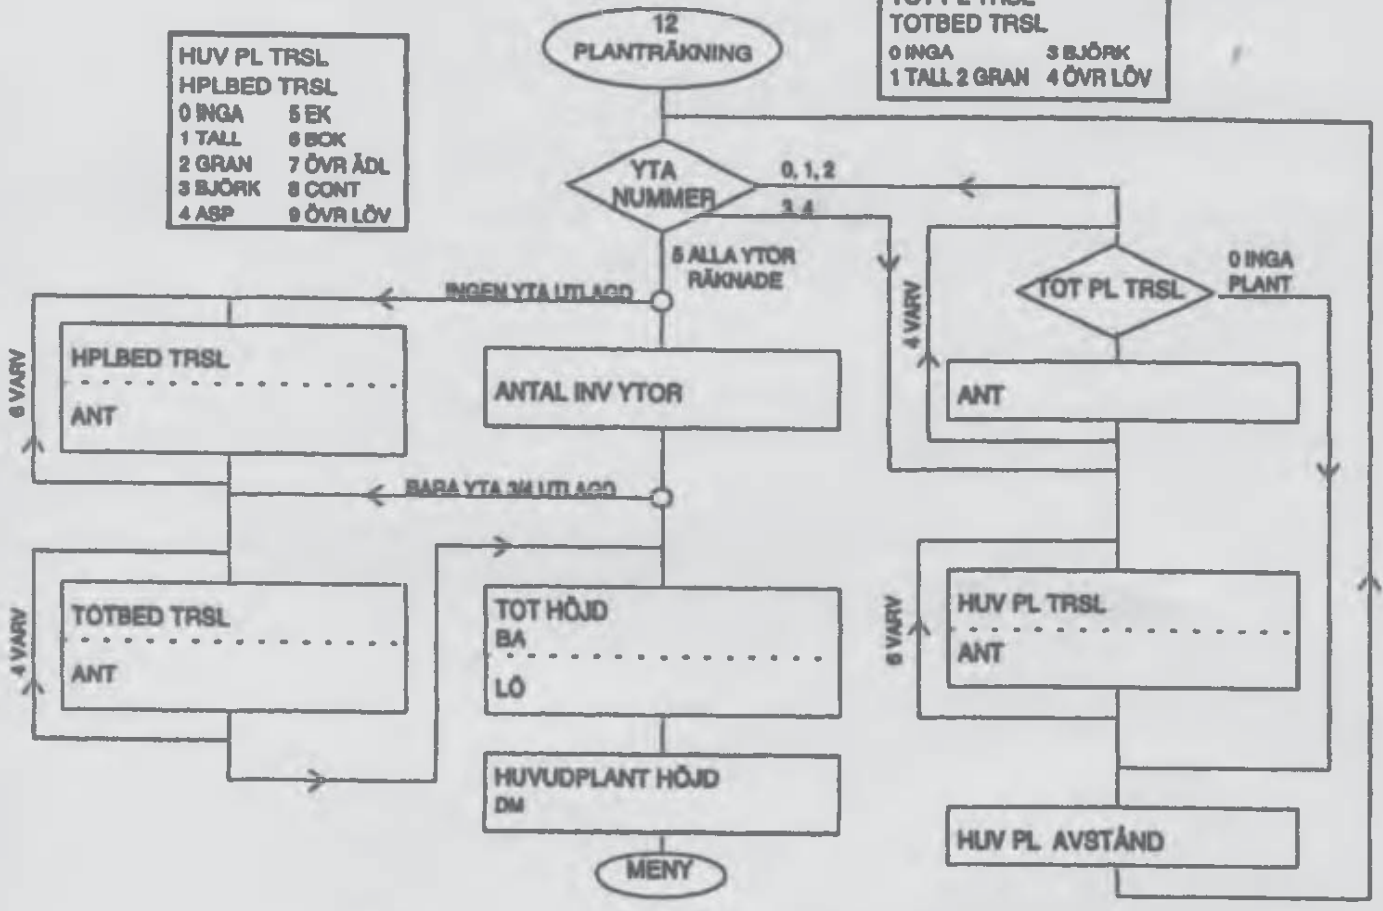 HUV PL TRSL
HPLBED TRSL
0 INGA 5 EK
1 TALL 6 BOK
2 GRAN 7 ÖVR ÄDL
3 BJÖRK 8 CONT
4 ASP 9 ÖVR LÖV
12
PLANTRÄKNING
TOT PL TRSL
TOTBED TRSL
0 INGA 3 BJÖRK
1 TALL 2 GRAN 4 ÖVR LÖV
YTA
NUMMER
0, 1, 2
3, 4
5 ALLA YTOR
RÄKNADE
INGEN YTA UTLAGD
6 VARV
HPLBED TRSL
ANT
ANTAL INV YTOR
4 VARV
TOT PL TRSL
0 INGA
PLANT
ANT
BARA YTA 3/4 UTLAGD
4 VARV
TOTBED TRSL
ANT
TOT HÖJD
BA
LÖ
6 VARV
HUV PL TRSL
ANT
HUVUDPLANT HÖJD
DM
HUV PL AVSTÅND
MENY